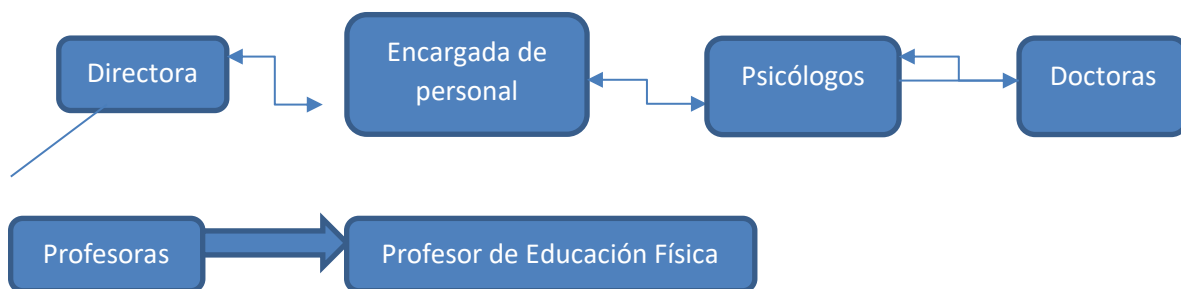 Directora
Encargada de
personal
Psicólogos
Doctoras
Profesoras
Profesor de Educación Física